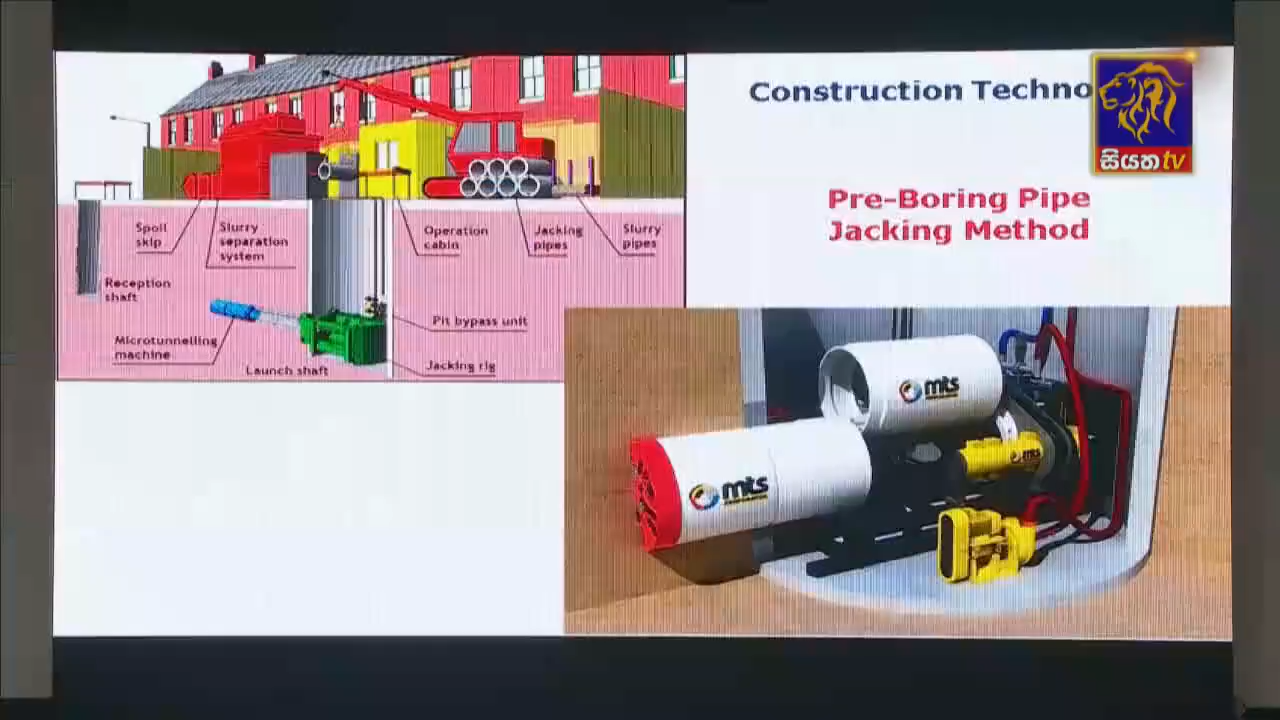 Construction Techno
සියත tv
Pre-Boring Pipe
Jacking Method
Spoil
skip
Slurry
separation
system
Operation
cabin
Jacking
pipes
Slurry
pipes
Reception
shaft
Microtunnelling
machine
Launch shaft
Pit bypass unit
Jacking rig
mts
mts
mts